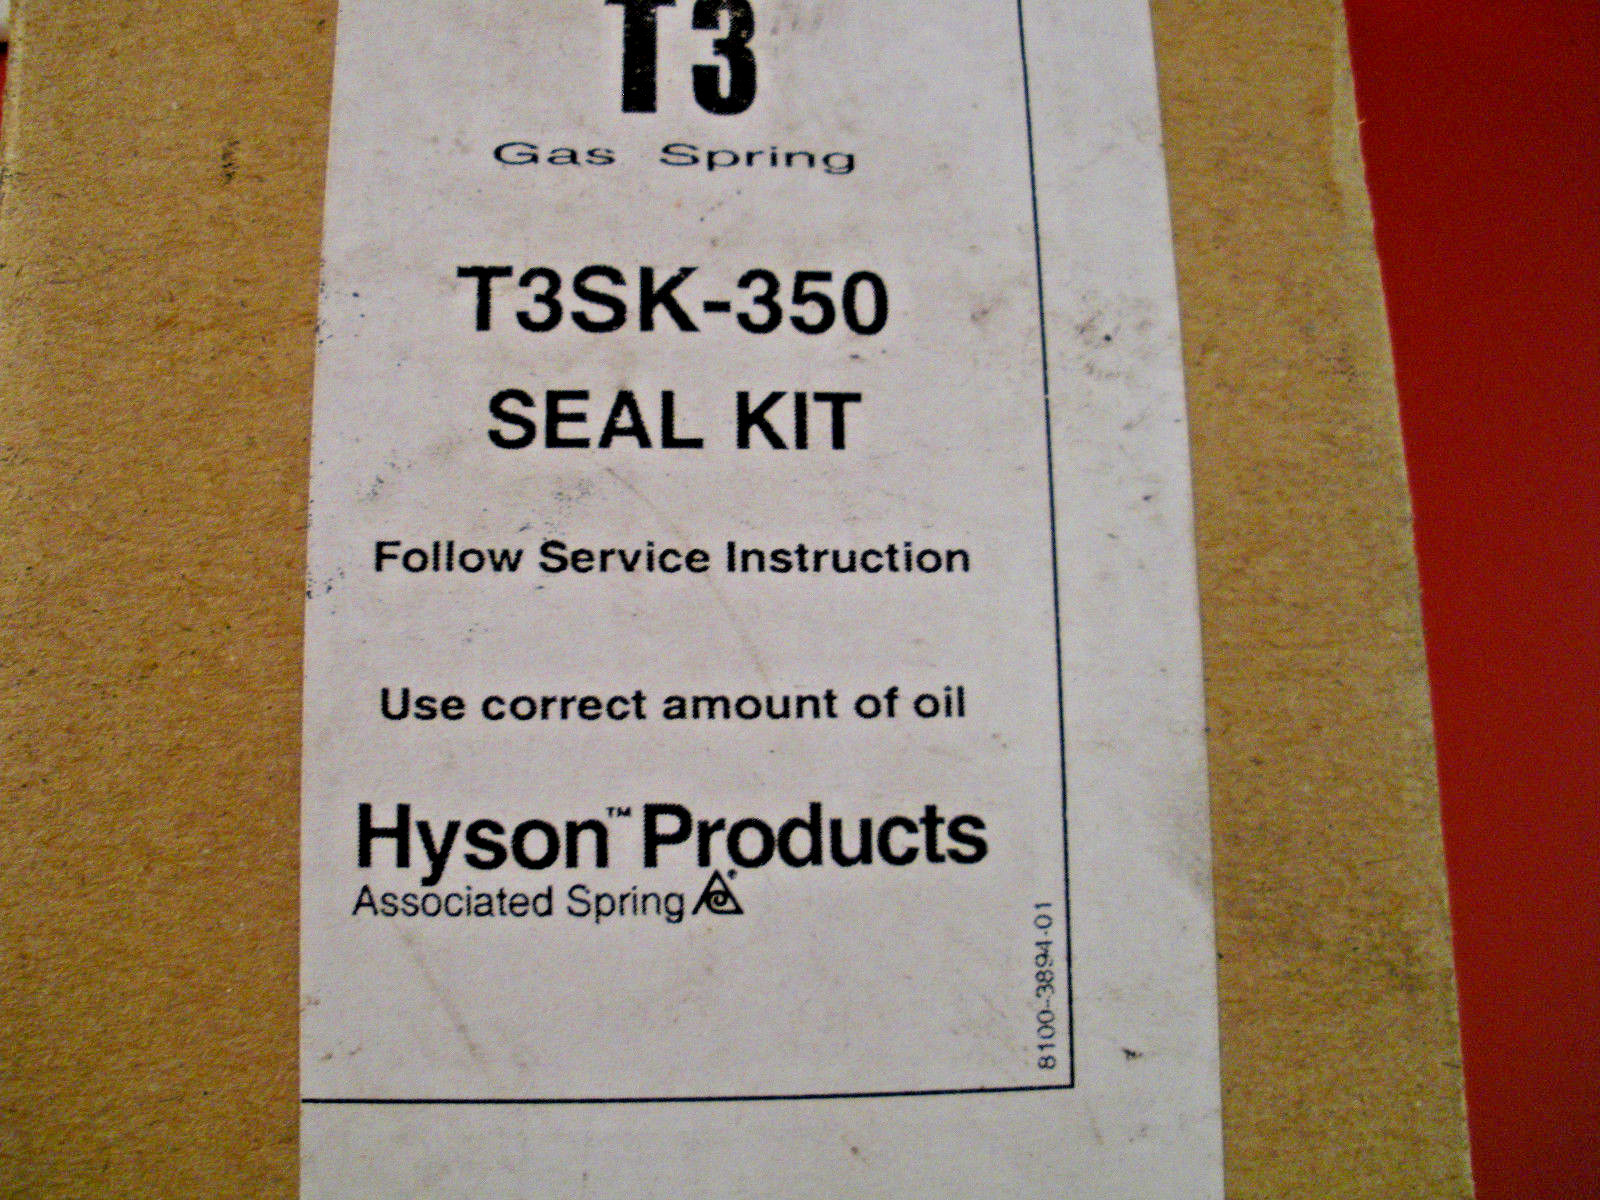 T3
Gas Spring
T3SK-350
SEAL KIT
Follow Service Instruction
Use correct amount of oil
Hyson™ Products
Associated Spring ®
8100-3894-01